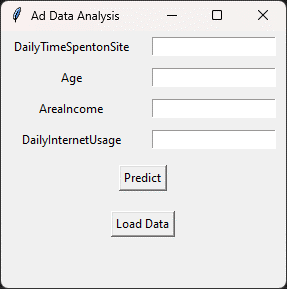 Ad Data Analysis
DailyTimeSpentonSite
Age
AreaIncome
DailyInternetUsage
Predict
Load Data